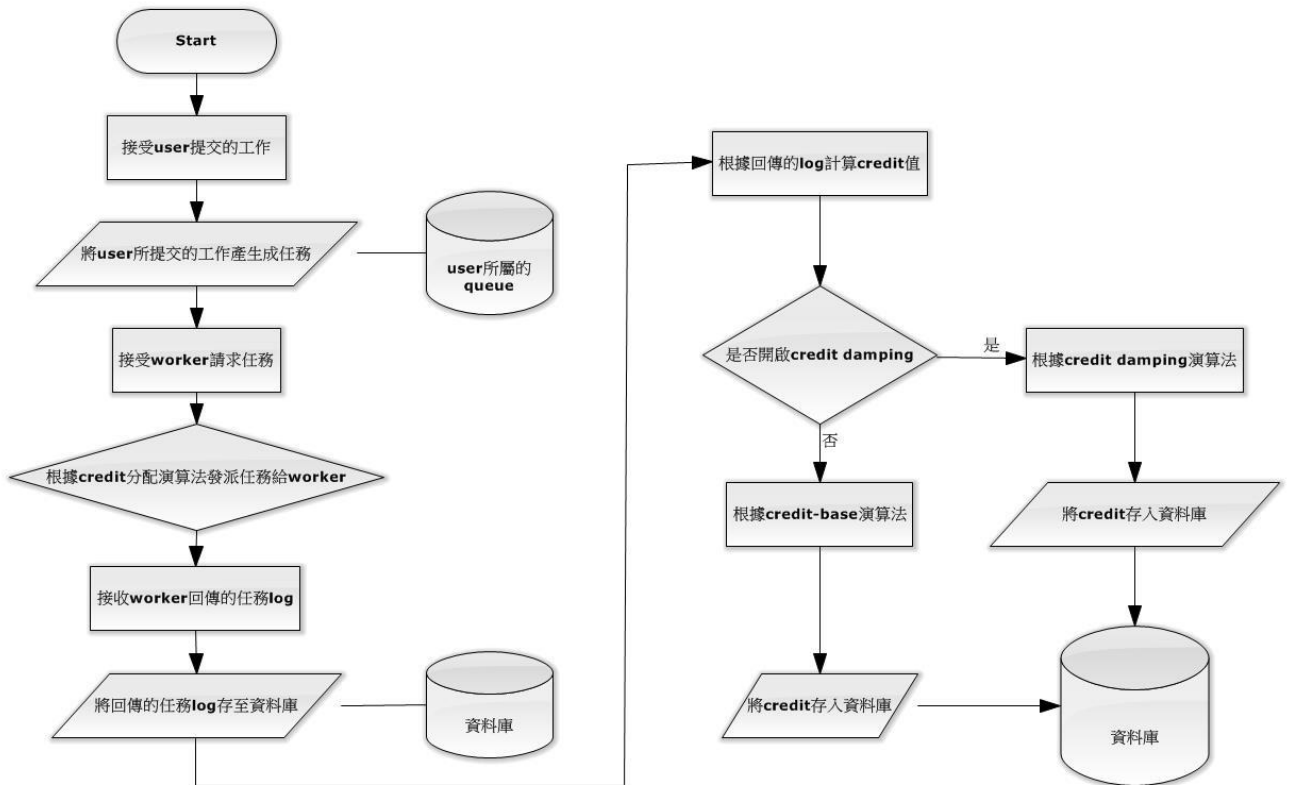 Start
接受user提交的工作
將user所提交的工作產生成任務
user所屬的
queue
接受worker請求任務
根據credit分配演算法發派任務給worker
接收worker回傳的任務log
將回傳的任務log存至資料庫
資料庫
根據回傳的log計算credit值
是否開啟credit damping
是
根據credit damping演算法
否
根據credit-base演算法
將credit存入資料庫
將credit存入資料庫
資料庫